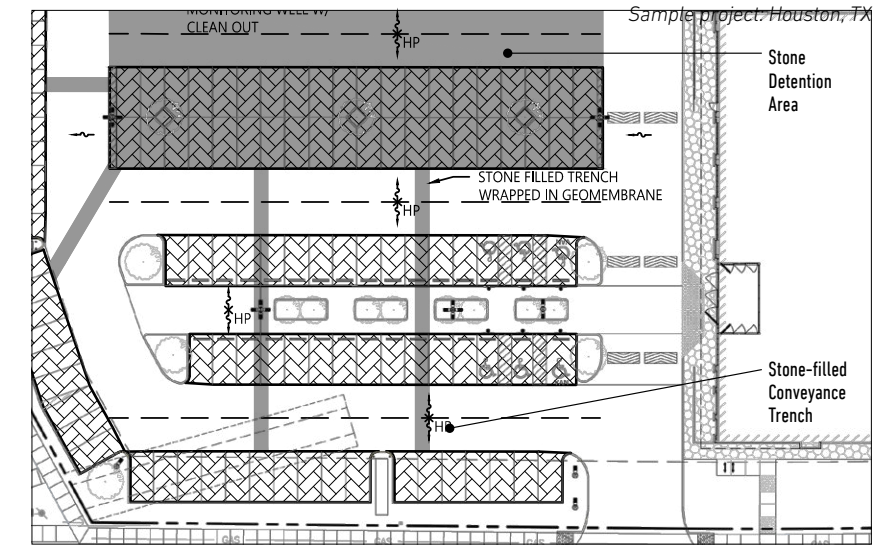 Sample project: Houston, TX
MONITORING WELL W/
CLEAN OUT
HP
Stone
Detention
Area
STONE FILLED TRENCH
WRAPPED IN GEOMEMBRANE
HP
HP
Stone-filled
Conveyance
Trench
HP
GAS
GAS
GAS